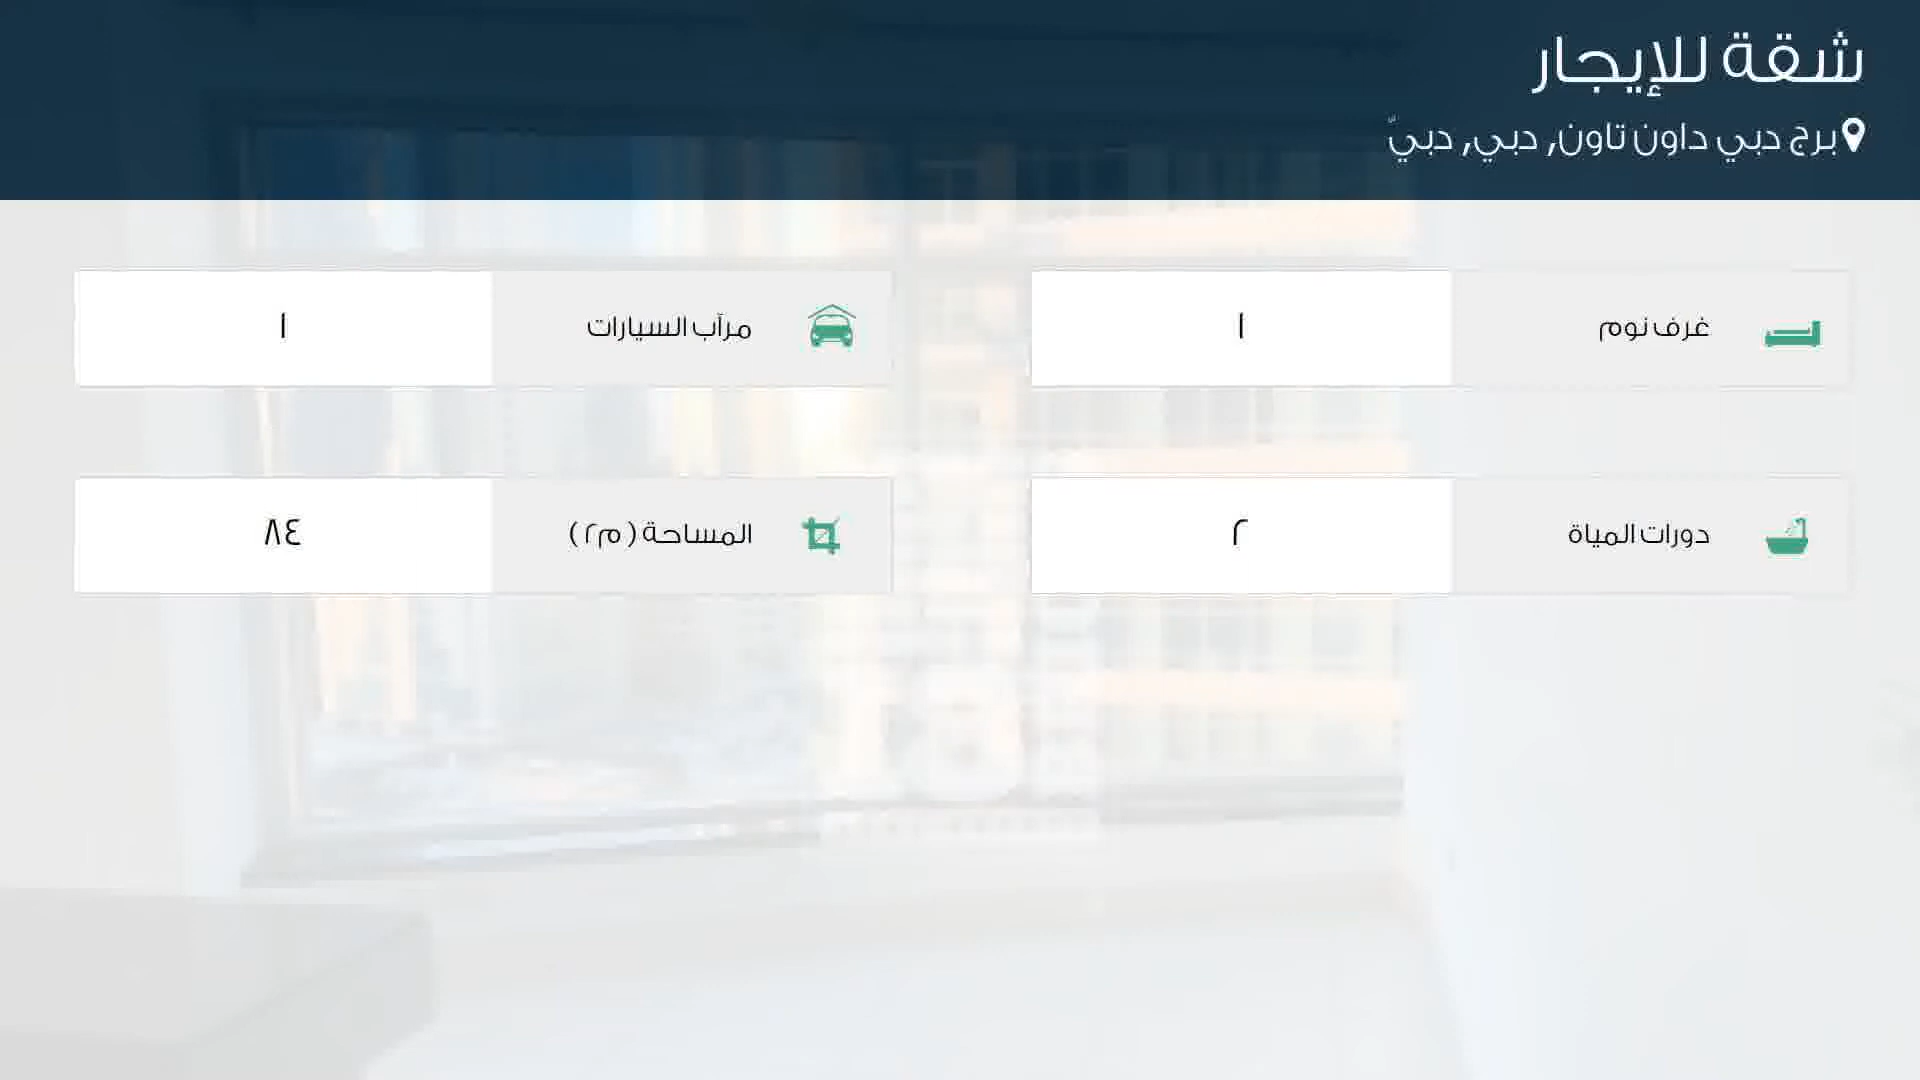 شقة للإيجار
برج دبي داون تاون, دبي, دبيّ
غرف نوم
١
مرآب السيارات
١
دورات المياة
٢
المساحة (م٢)
٨٤